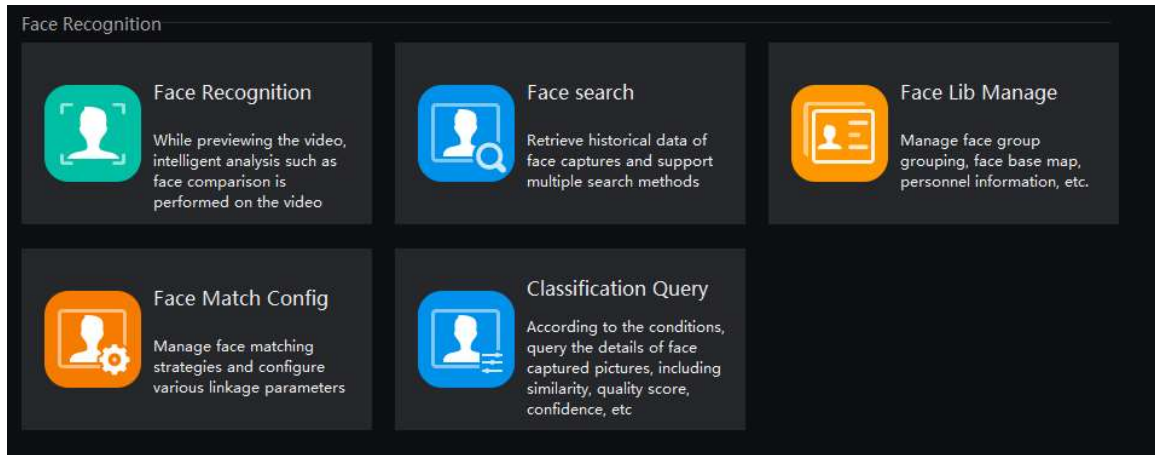 Face Recognition
Face Recognition
While previewing the video,
intelligent analysis such as
face comparison is
performed on the video
Face search
Retrieve historical data of
face captures and support
multiple search methods
Face Lib Manage
Manage face group
grouping, face base map,
personnel information, etc.
Face Match Config
Manage face matching
strategies and configure
various linkage parameters
Classification Query
According to the conditions,
query the details of face
captured pictures, including
similarity, quality score,
confidence, etc